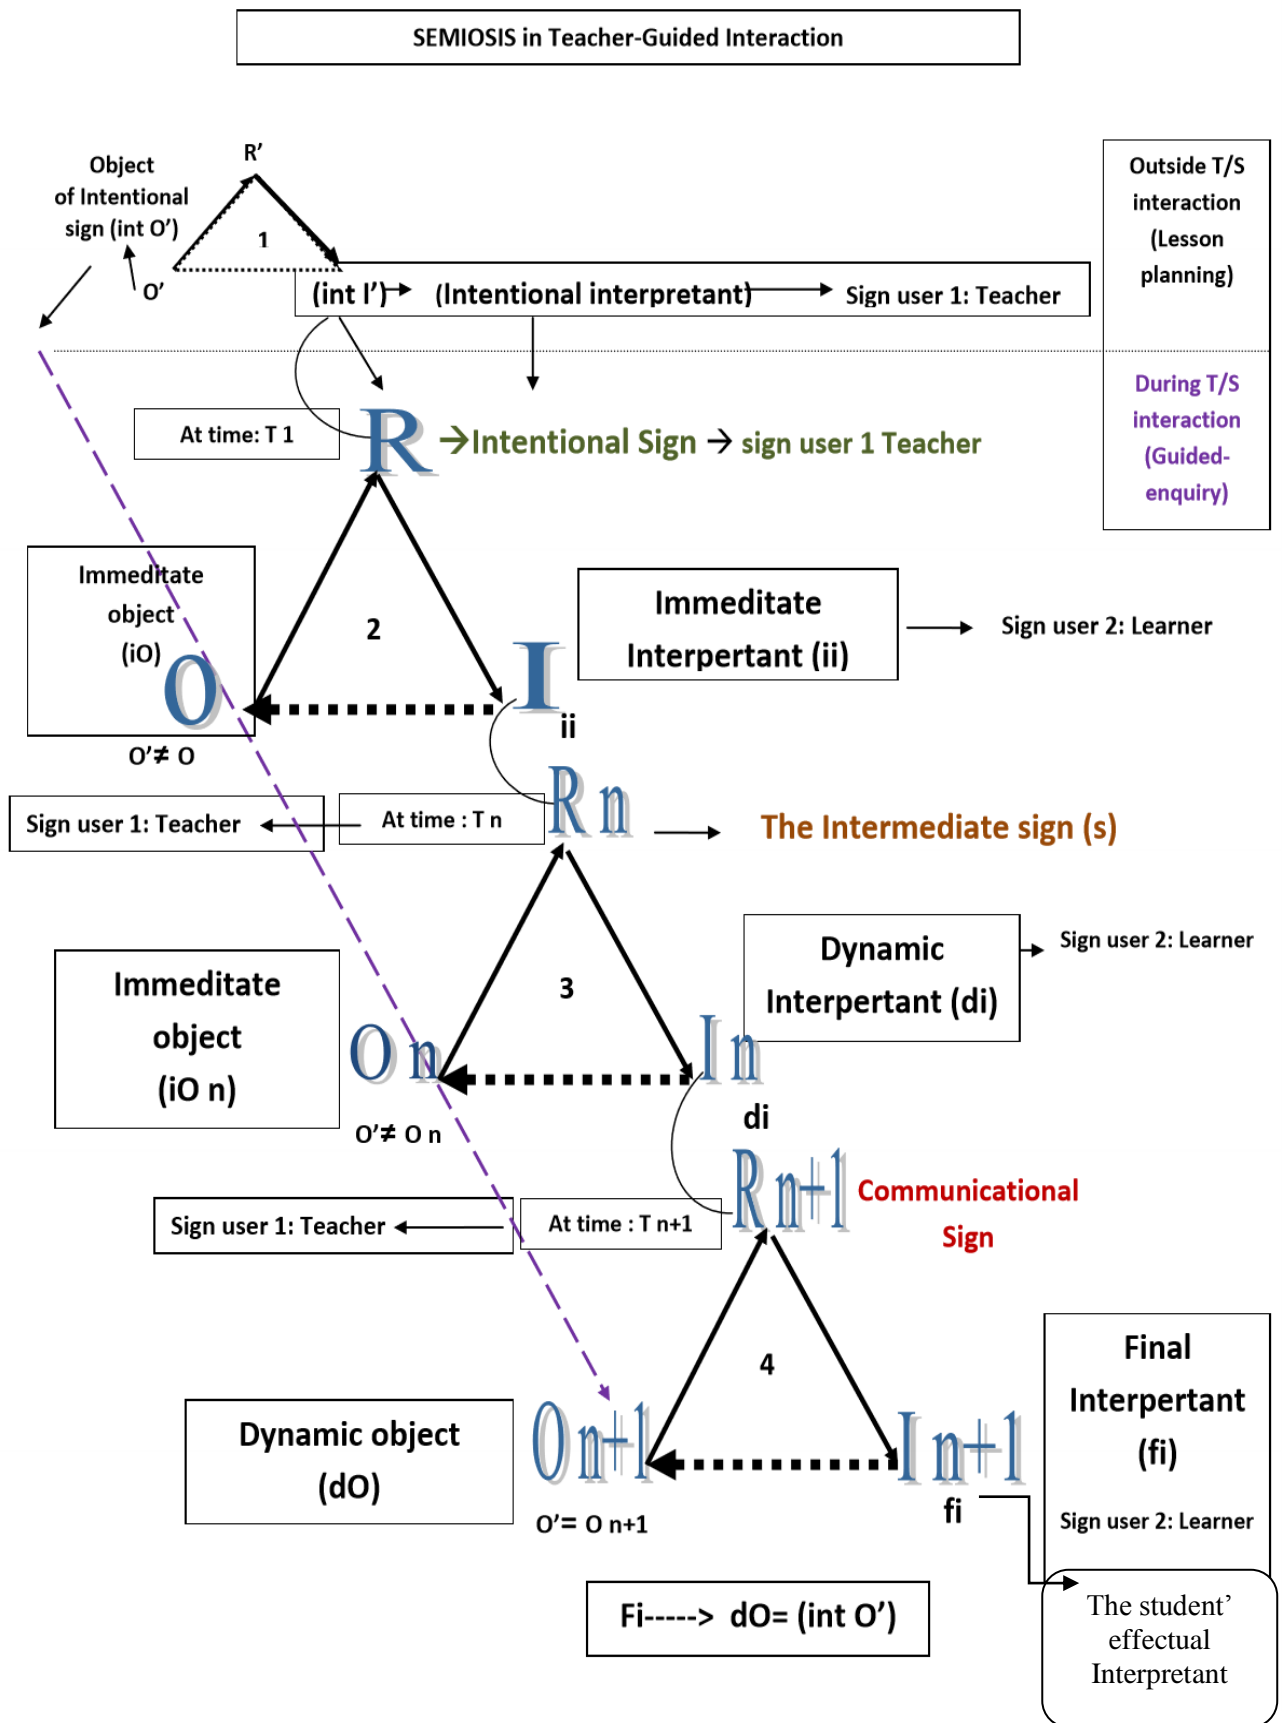 SEMIOSIS in Teacher-Guided Interaction
R’
Object
of Intentional
sign (int O’)
1
O’
(int I’)
(Intentional interpretant)
Sign user 1: Teacher
Outside T/S
interaction
(Lesson
planning)
During T/S
interaction
(Guided-
enquiry)
At time: T 1
R
→Intentional Sign → sign user 1 Teacher
Immeditate
object
(iO)
O
O’≠ O
2
I
ii
Immeditate
Interpertant (ii)
Sign user 2: Learner
Sign user 1: Teacher
At time : T n
R n
The Intermediate sign (s)
Immeditate
object
(iO n)
O n
O’≠ O n
3
I n
di
Dynamic
Interpertant (di)
Sign user 2: Learner
Sign user 1: Teacher
At time : T n+1
R n+1
Communicational
Sign
Dynamic object
(dO)
O n+1
O’= O n+1
4
I n+1
fi
Final
Interpertant
(fi)
Sign user 2: Learner
Fi-----> dO= (int O’)
The student’
effectual
Interpretant